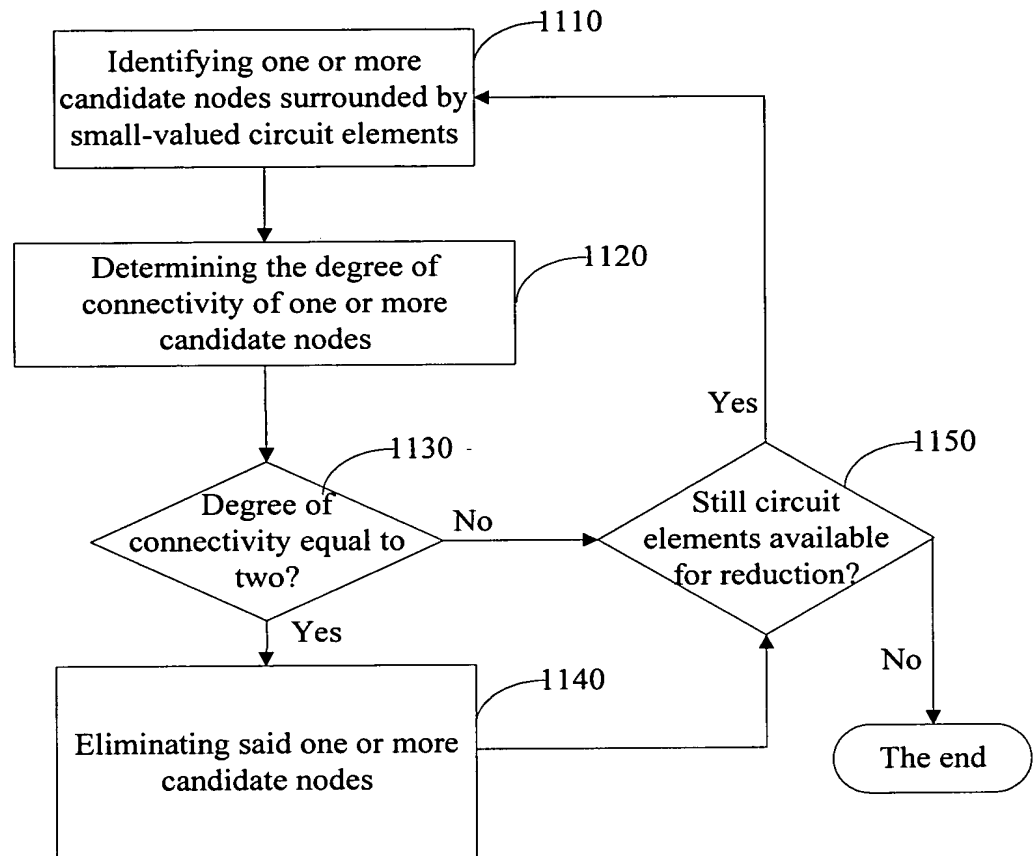 1110
Identifying one or more
candidate nodes surrounded by
small-valued circuit elements
1120
Determining the degree of
connectivity of one or more
candidate nodes
Yes
1130
1150
Degree of
connectivity equal to
two?
No
Still circuit
elements available
for reduction?
Yes
No
1140
Eliminating said one or more
candidate nodes
The end